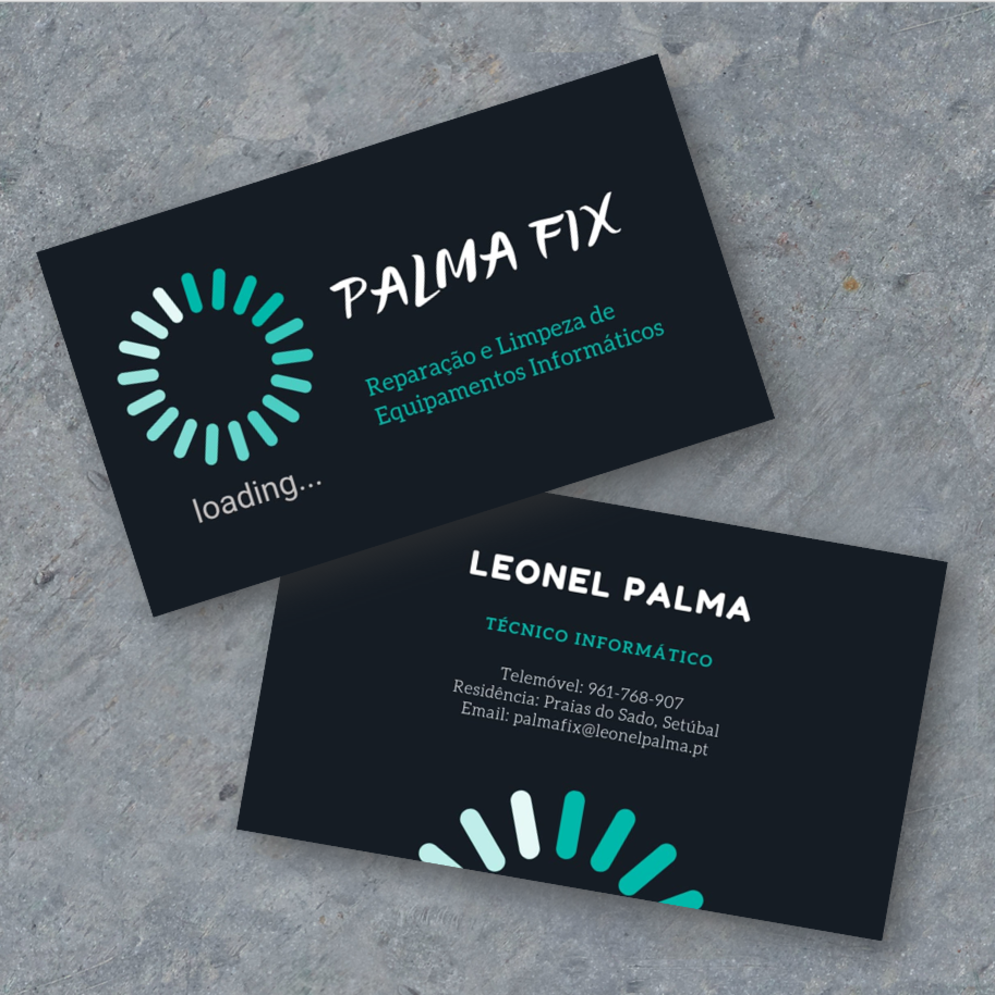 PALMA FIX
Reparação e Limpeza de
Equipamentos Informáticos
loading...
LEONEL PALMA
TÉCNICO INFORMÁTICO
Telemóvel: 961-768-907
Residência: Praias do Sado, Setúbal
Email: palmafix@leonelpalma.pt